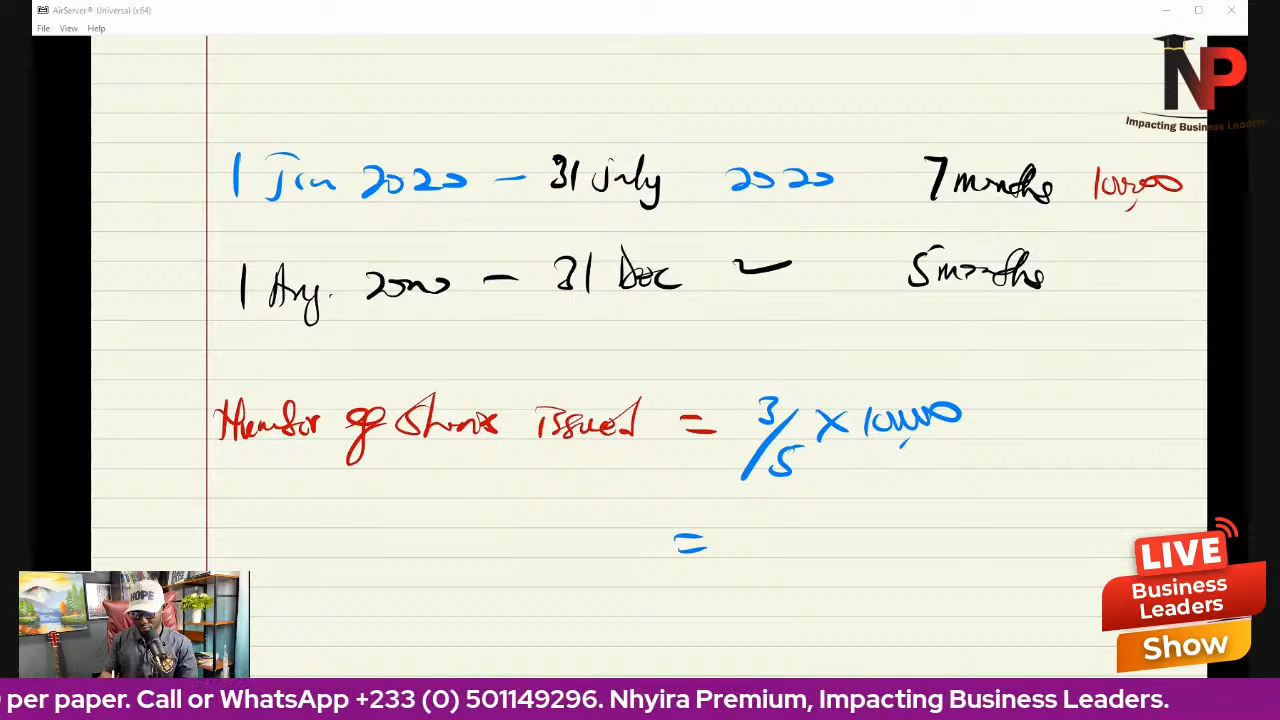 AirServer® Universal (x64)
File View Help
NP
Impacting Business Leaders
1 Jan 2020 - 31 July 2020 7 months 10,000
1 Aug. 2020 - 31 Dec 5 months
Number of Shares issued = 3/5 × 10,000
=
HOPE
LIVE
Business
Leaders
Show
per paper. Call or WhatsApp +233 (0) 501149296. Nhyira Premium, Impacting Business Leaders.